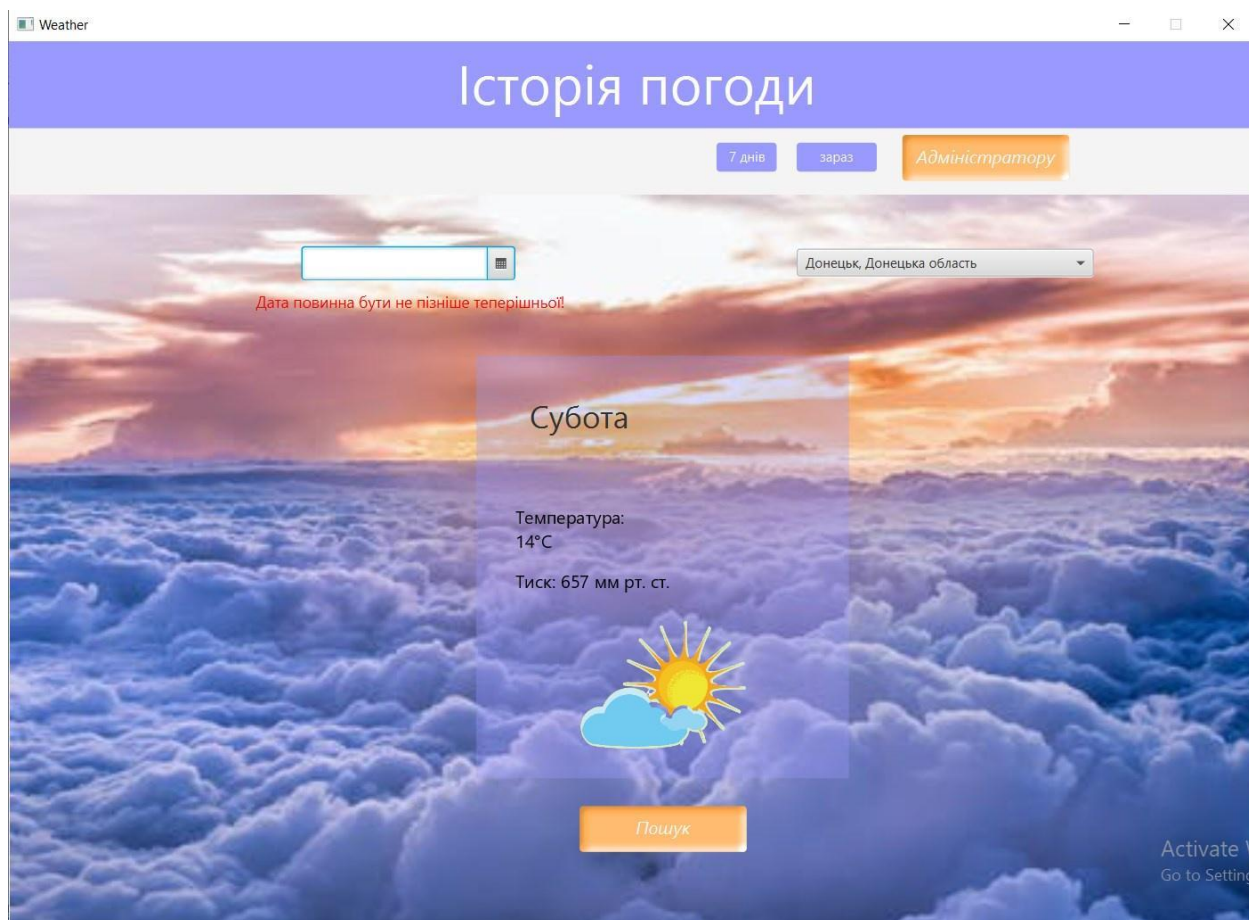 Weather
Історія погоди
7 днів
зараз
Адміністратору
Донецьк, Донецька область
Дата повинна бути не пізніше теперішньої!
Субота
Температура:
14°C
Тиск: 657 мм рт. ст.
Пошук
Activate
Go to Setting